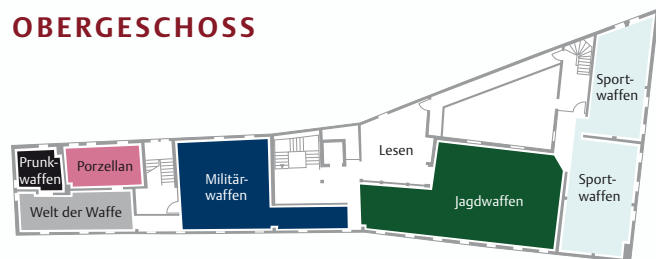 OBERGESCHOSS
Sport-
waffen
Prunk-
waffen
Porzellan
Lesen
Militär-
waffen
Sport-
waffen
Welt der Waffe
Jagdwaffen